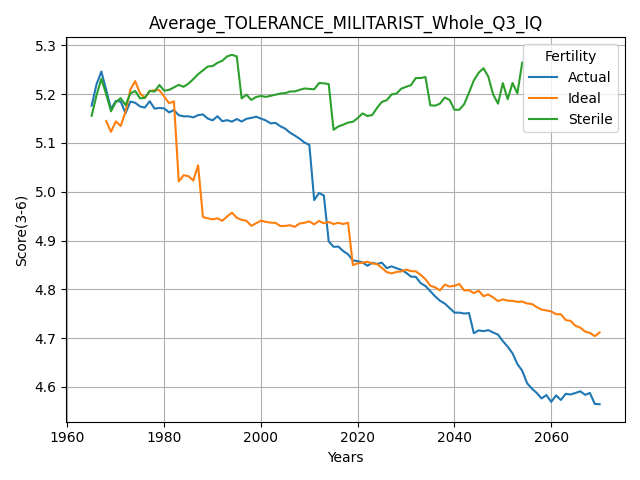 Average_TOLERANCE_MILITARIST_Whole_Q3_IQ
Fertility
Actual
Ideal
Sterile
Score(3-6)
5.3
5.2
5.1
5.0
4.9
4.8
4.7
4.6
1960 1980 2000 2020 2040 2060
Years